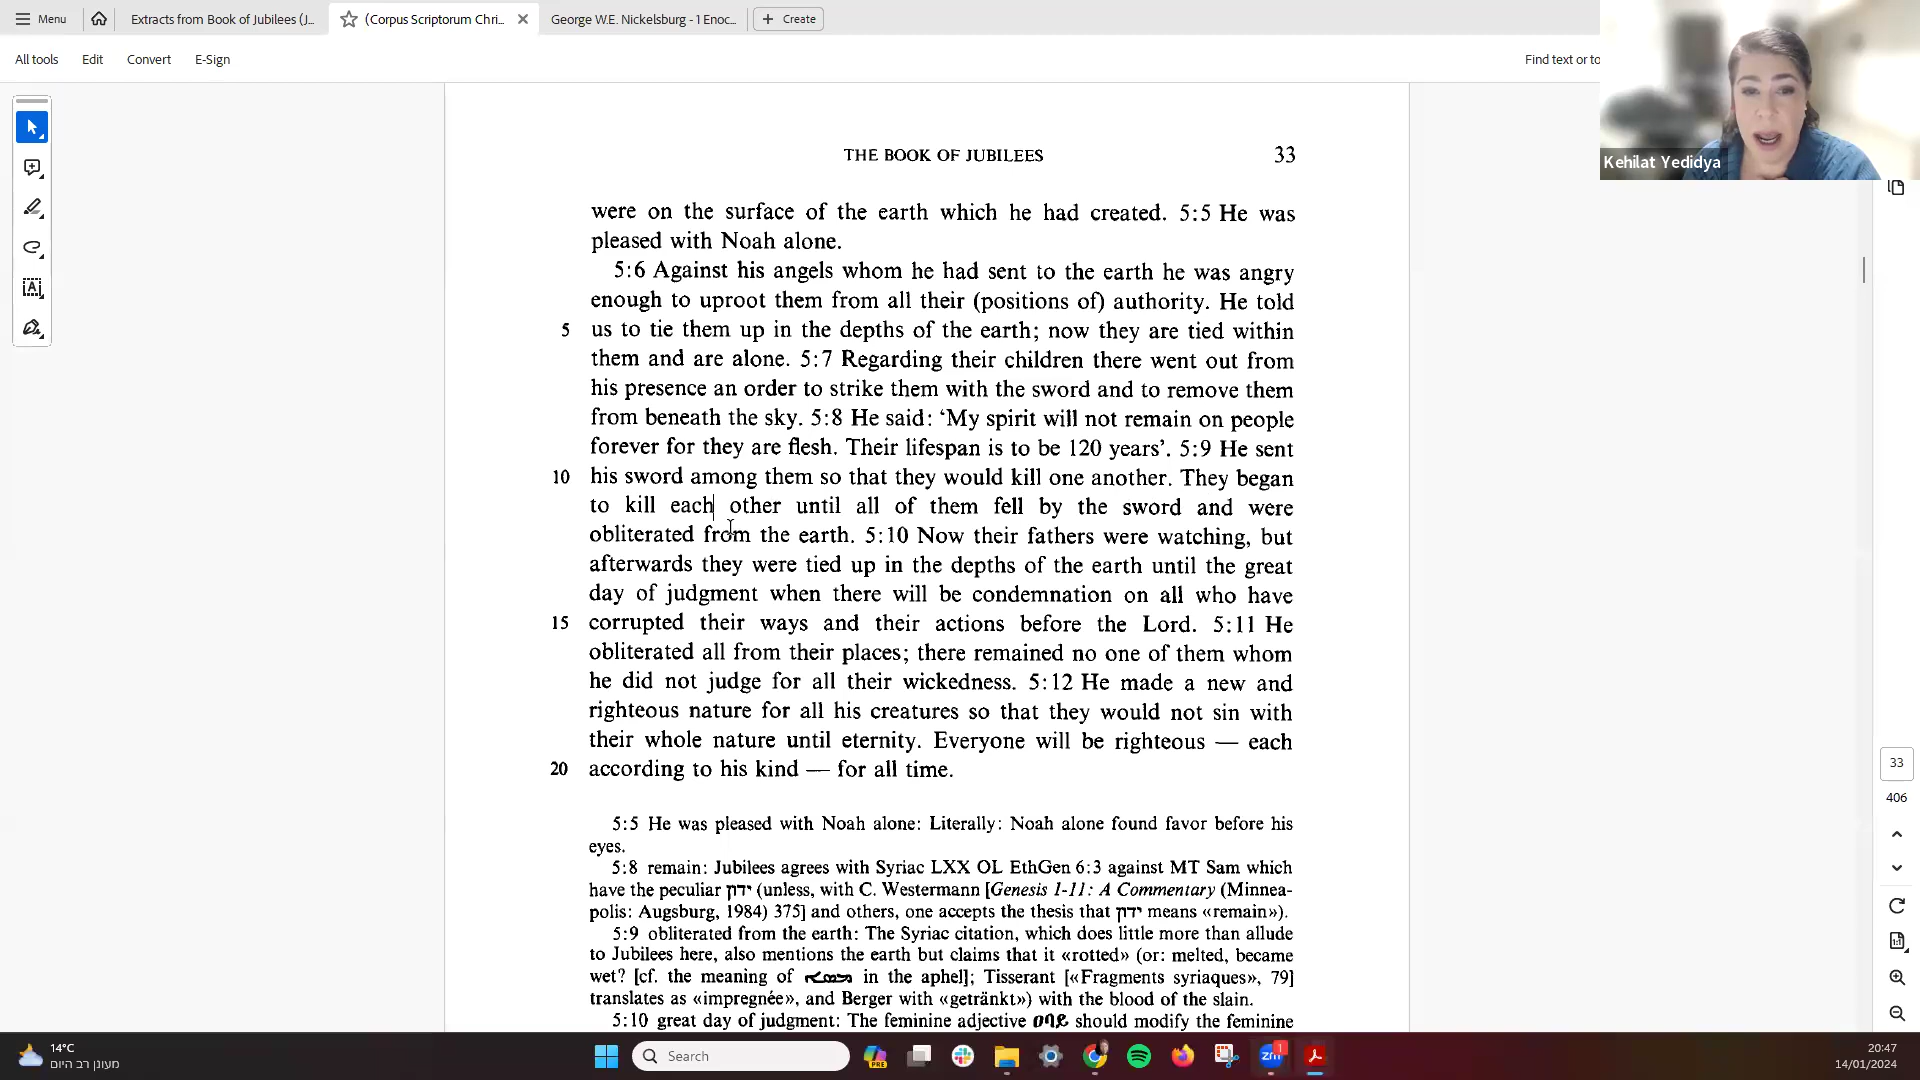 Menu
Extracts from Book of Jubilees (J...
(Corpus Scriptorum Chri...
George W.E. Nickelsburg - 1 Enoc...
Create
All tools
Edit
Convert
E-Sign
Find text or to
Kehilat Yedidya
THE BOOK OF JUBILEES 33
were on the surface of the earth which he had created. 5:5 He was
pleased with Noah alone.
5:6 Against his angels whom he had sent to the earth he was angry
enough to uproot them from all their (positions of) authority. He told
5 us to tie them up in the depths of the earth; now they are tied within
them and are alone. 5:7 Regarding their children there went out from
his presence an order to strike them with the sword and to remove them
from beneath the sky. 5:8 He said: ‘My spirit will not remain on people
forever for they are flesh. Their lifespan is to be 120 years’. 5:9 He sent
10 his sword among them so that they would kill one another. They began
to kill each other until all of them fell by the sword and were
obliterated from the earth. 5:10 Now their fathers were watching, but
afterwards they were tied up in the depths of the earth until the great
day of judgment when there will be condemnation on all who have
15 corrupted their ways and their actions before the Lord. 5:11 He
obliterated all from their places; there remained no one of them whom
he did not judge for all their wickedness. 5:12 He made a new and
righteous nature for all his creatures so that they would not sin with
their whole nature until eternity. Everyone will be righteous — each
20 according to his kind — for all time.
5:5 He was pleased with Noah alone: Literally: Noah alone found favor before his
eyes.
5:8 remain: Jubilees agrees with Syriac LXX OL EthGen 6:3 against MT Sam which
have the peculiar ידון (unless, with C. Westermann [Genesis 1-11: A Commentary (Minnea-
polis: Augsburg, 1984) 375] and others, one accepts the thesis that ידון means «remain»).
5:9 obliterated from the earth: The Syriac citation, which does little more than allude
to Jubilees here, also mentions the earth but claims that it «rotted» (or: melted, became
wet? [cf. the meaning of in the aphel]; Tisserant [«Fragments syriaques», 79]
translates as «impregnée», and Berger with «getränkt») with the blood of the slain.
5:10 great day of judgment: The feminine adjective ዐባይ should modify the feminine
33
406
14°C
מעונן רב היום
Search
PRE
zm
1
20:47
14/01/2024